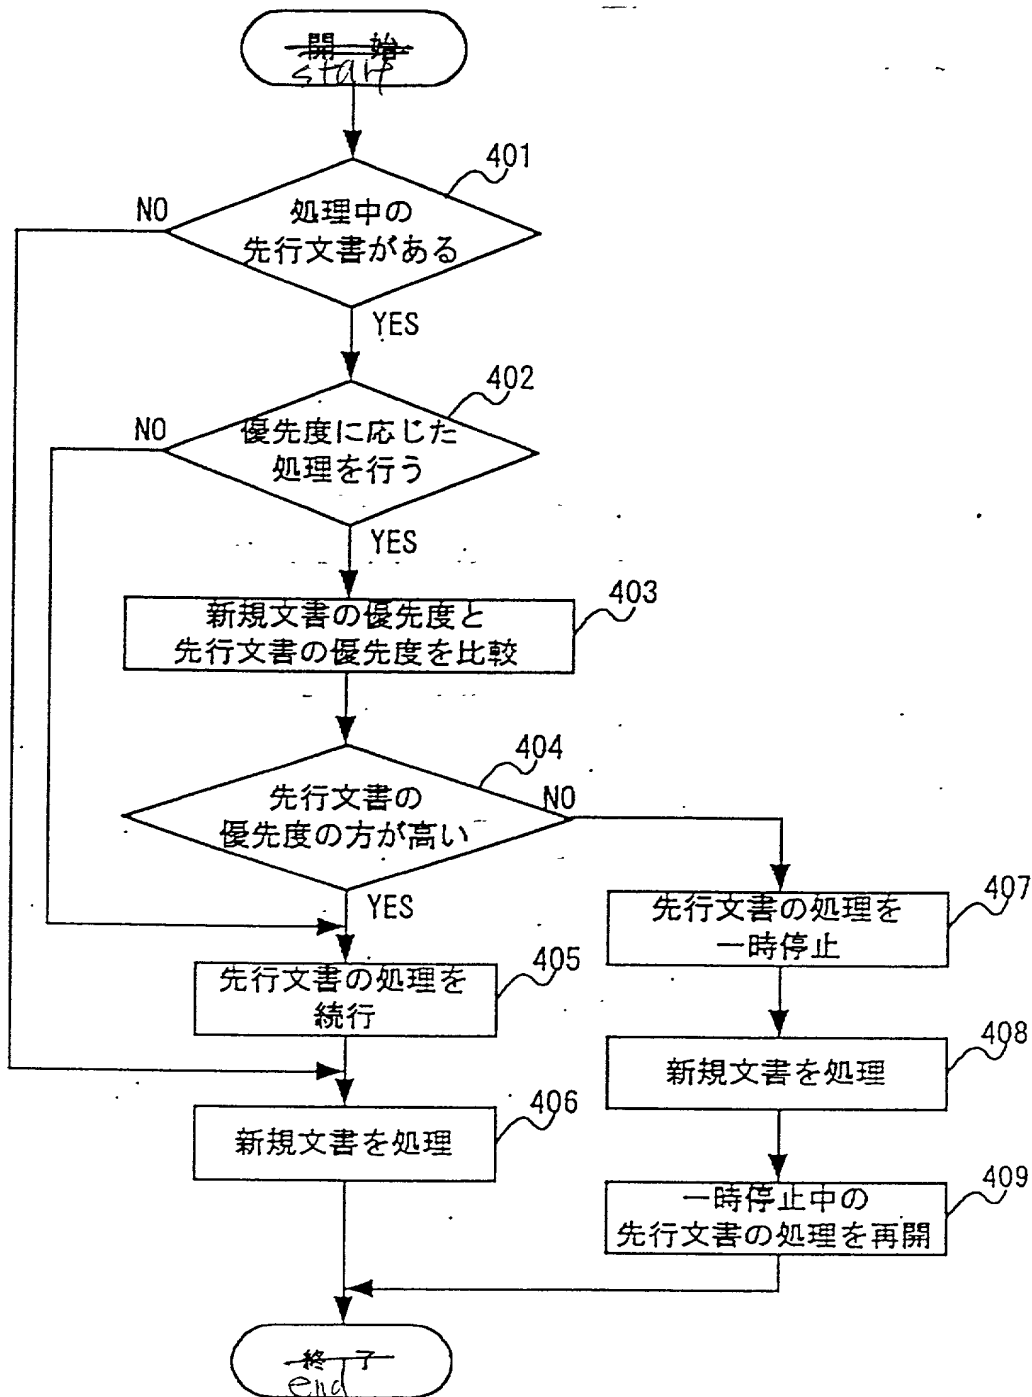 開 始
start
401
処理中の
先行文書がある
NO
YES
402
優先度に応じた
処理を行う
NO
YES
403
新規文書の優先度と
先行文書の優先度を比較
404
先行文書の
優先度の方が高い
NO
YES
405
先行文書の処理を
続行
406
新規文書を処理
407
先行文書の処理を
一時停止
408
新規文書を処理
409
一時停止中の
先行文書の処理を再開
終 了
end